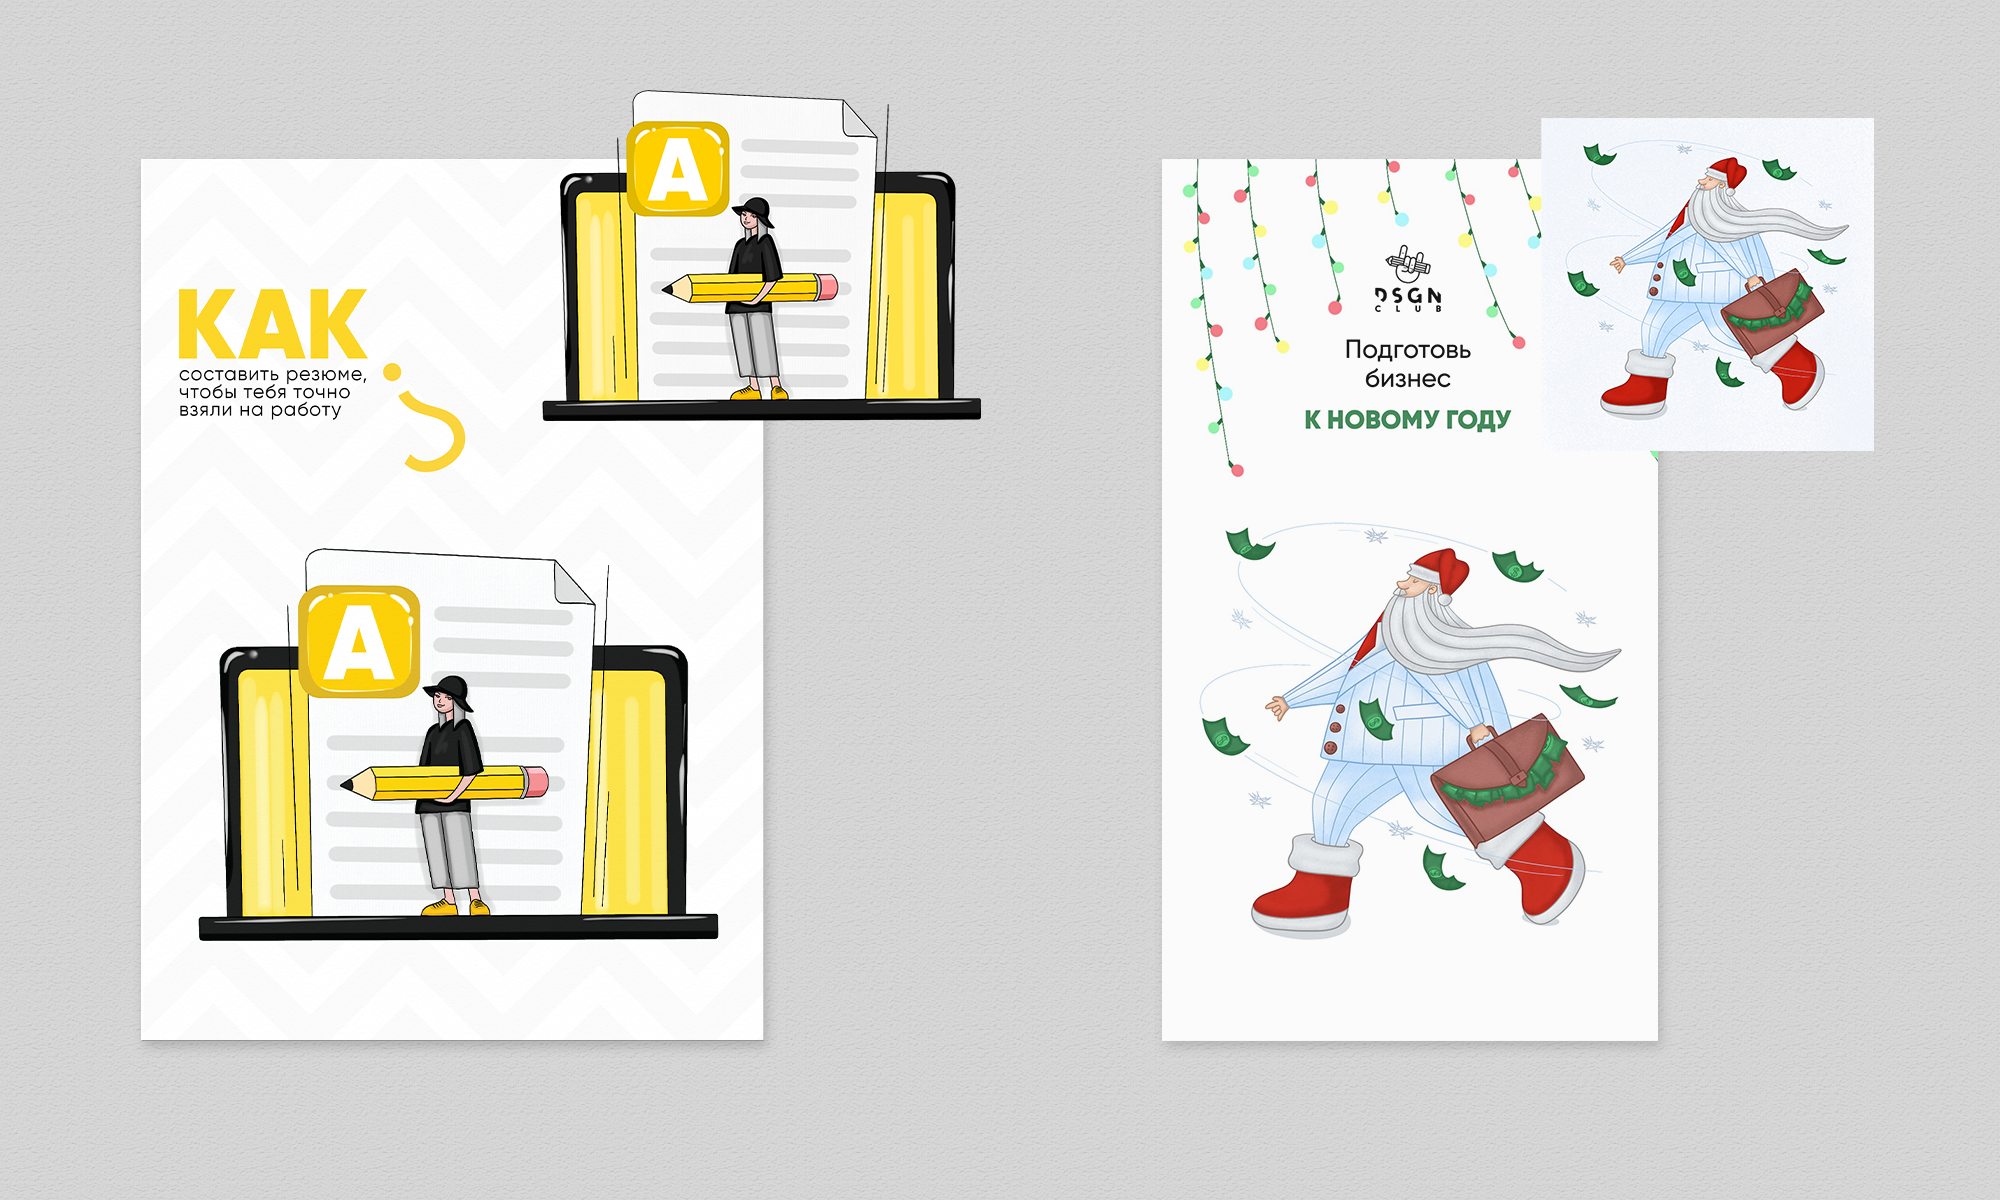 КАК
составить резюме,
чтобы тебя точно
взяли на работу
?
A
A
DSGN
CLUB
Подготовь
бизнес
К НОВОМУ ГОДУ